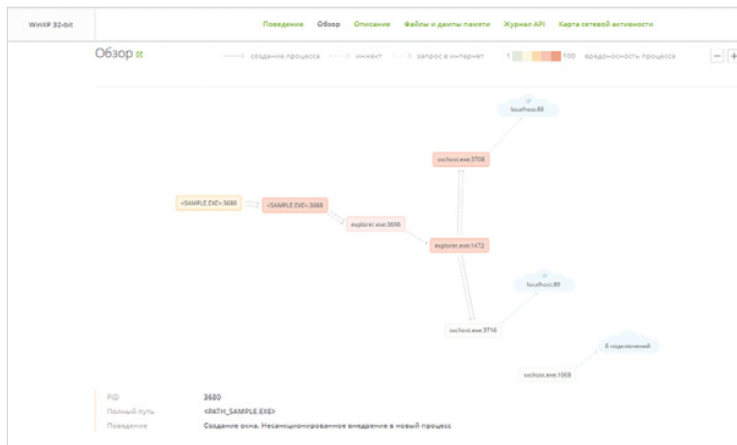 WinXP 32-bit
Поведение Обзор Описание Файлы и дампы памяти Журнал API Карта сетевой активности
Обзор
создание процесса инжект запрос в интернет 1 100 вредоносность процесса
localhost:80
svchost.exe:3708
<SAMPLE.EXE>:3680
<SAMPLE.EXE>:3688
explorer.exe:3696
explorer.exe:1472
localhost:80
svchost.exe:3716
6 подключений
svchost.exe:1068
PID 3680
Полный путь <PATH_SAMPLE.EXE>
Поведение Создание окна. Несанкционированное внедрение в новый процесс